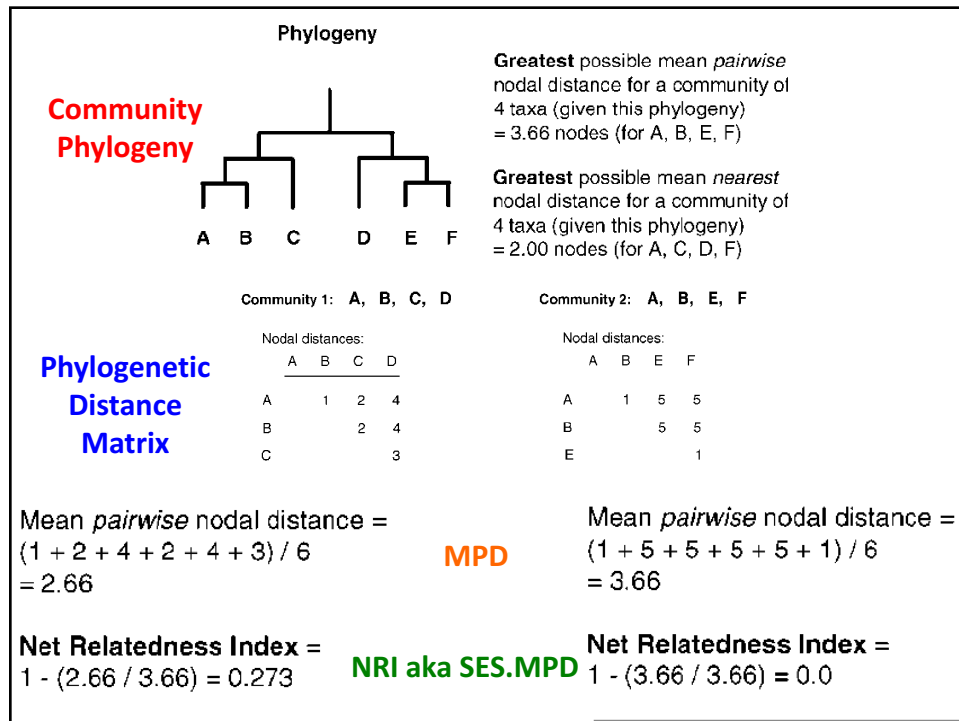 Phylogeny
Community
Phylogeny
Greatest possible mean pairwise
nodal distance for a community of
4 taxa (given this phylogeny)
= 3.66 nodes (for A, B, E, F)
Greatest possible mean nearest
nodal distance for a community of
4 taxa (given this phylogeny)
= 2.00 nodes (for A, C, D, F)
A B C D E F
Community 1: A, B, C, D
Community 2: A, B, E, F
Phylogenetic
Distance
Matrix
Nodal distances:
A B C D
A 1 2 4
B 2 4
C 3
Nodal distances:
A B E F
A 1 5 5
B 5 5
E 1
Mean pairwise nodal distance =
(1 + 2 + 4 + 2 + 4 + 3) / 6
= 2.66
MPD
Mean pairwise nodal distance =
(1 + 5 + 5 + 5 + 5 + 1) / 6
= 3.66
Net Relatedness Index =
1 - (2.66 / 3.66) = 0.273
NRI aka SES.MPD
Net Relatedness Index =
1 - (3.66 / 3.66) = 0.0